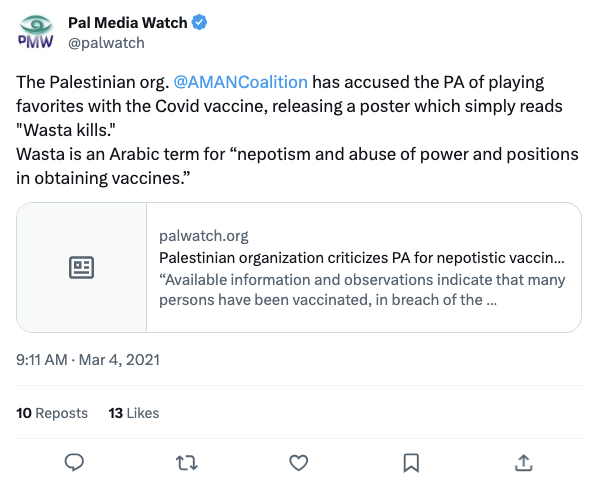 Pal Media Watch
PMW
@palwatch
The Palestinian org. @AMANCoalition has accused the PA of playing
favorites with the Covid vaccine, releasing a poster which simply reads
"Wasta kills."
Wasta is an Arabic term for “nepotism and abuse of power and positions
in obtaining vaccines.”
palwatch.org
Palestinian organization criticizes PA for nepotistic vaccin...
“Available information and observations indicate that many
persons have been vaccinated, in breach of the ...
9:11 AM · Mar 4, 2021
10 Reposts 13 Likes